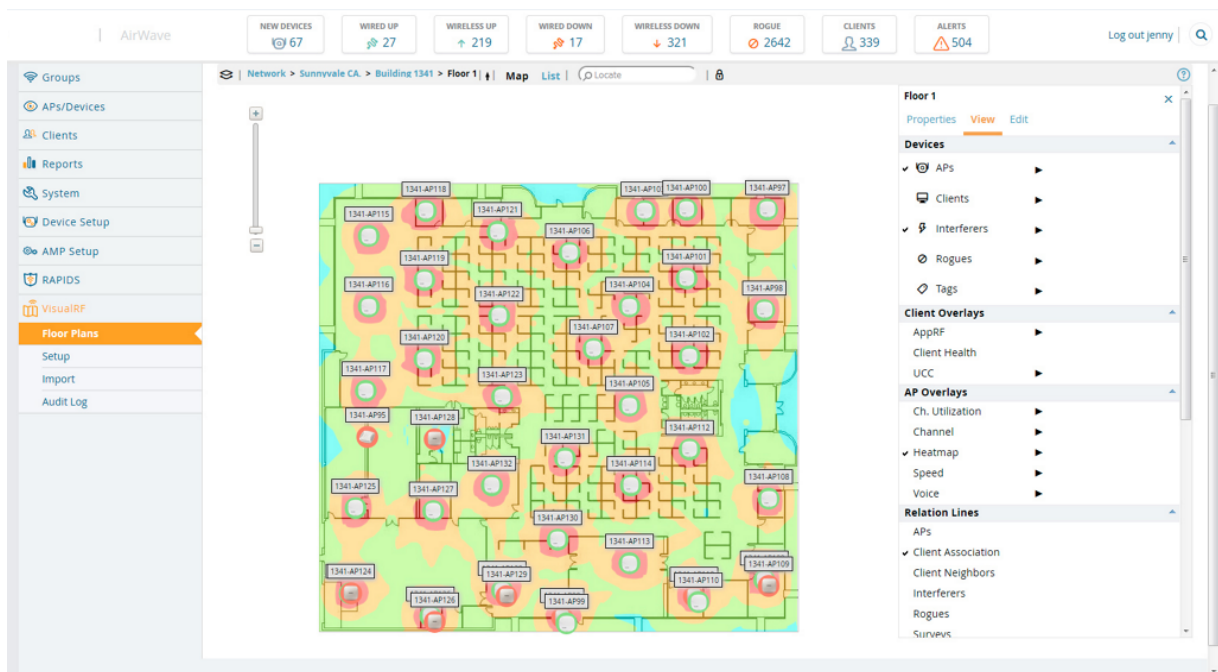 AirWave
NEW DEVICES
67
WIRED UP
27
WIRELESS UP
219
WIRED DOWN
17
WIRELESS DOWN
321
ROGUE
2642
CLIENTS
339
ALERTS
504
Log out jenny
Groups
APs/Devices
Clients
Reports
System
Device Setup
AMP Setup
RAPIDS
VisualRF
Floor Plans
Setup
Import
Audit Log
Network > Sunnyvale CA. > Building 1341 > Floor 1
Map List
Locate
1341-AP118
1341-AP100
1341-AP97
1341-AP115
1341-AP121
1341-AP106
1341-AP119
1341-AP101
1341-AP116
1341-AP122
1341-AP104
1341-AP98
1341-AP120
1341-AP107
1341-AP102
1341-AP117
1341-AP123
1341-AP105
1341-AP95
1341-AP128
1341-AP112
1341-AP131
1341-AP132
1341-AP114
1341-AP108
1341-AP125
1341-AP127
1341-AP130
1341-AP113
1341-AP124
1341-AP129
1341-AP109
1341-AP110
1341-AP126
1341-AP99
Floor 1
Properties View Edit
Devices
APs
Clients
Interferers
Rogues
Tags
Client Overlays
AppRF
Client Health
UCC
AP Overlays
Ch. Utilization
Channel
Heatmap
Speed
Voice
Relation Lines
APs
Client Association
Client Neighbors
Interferers
Rogues
Surveys